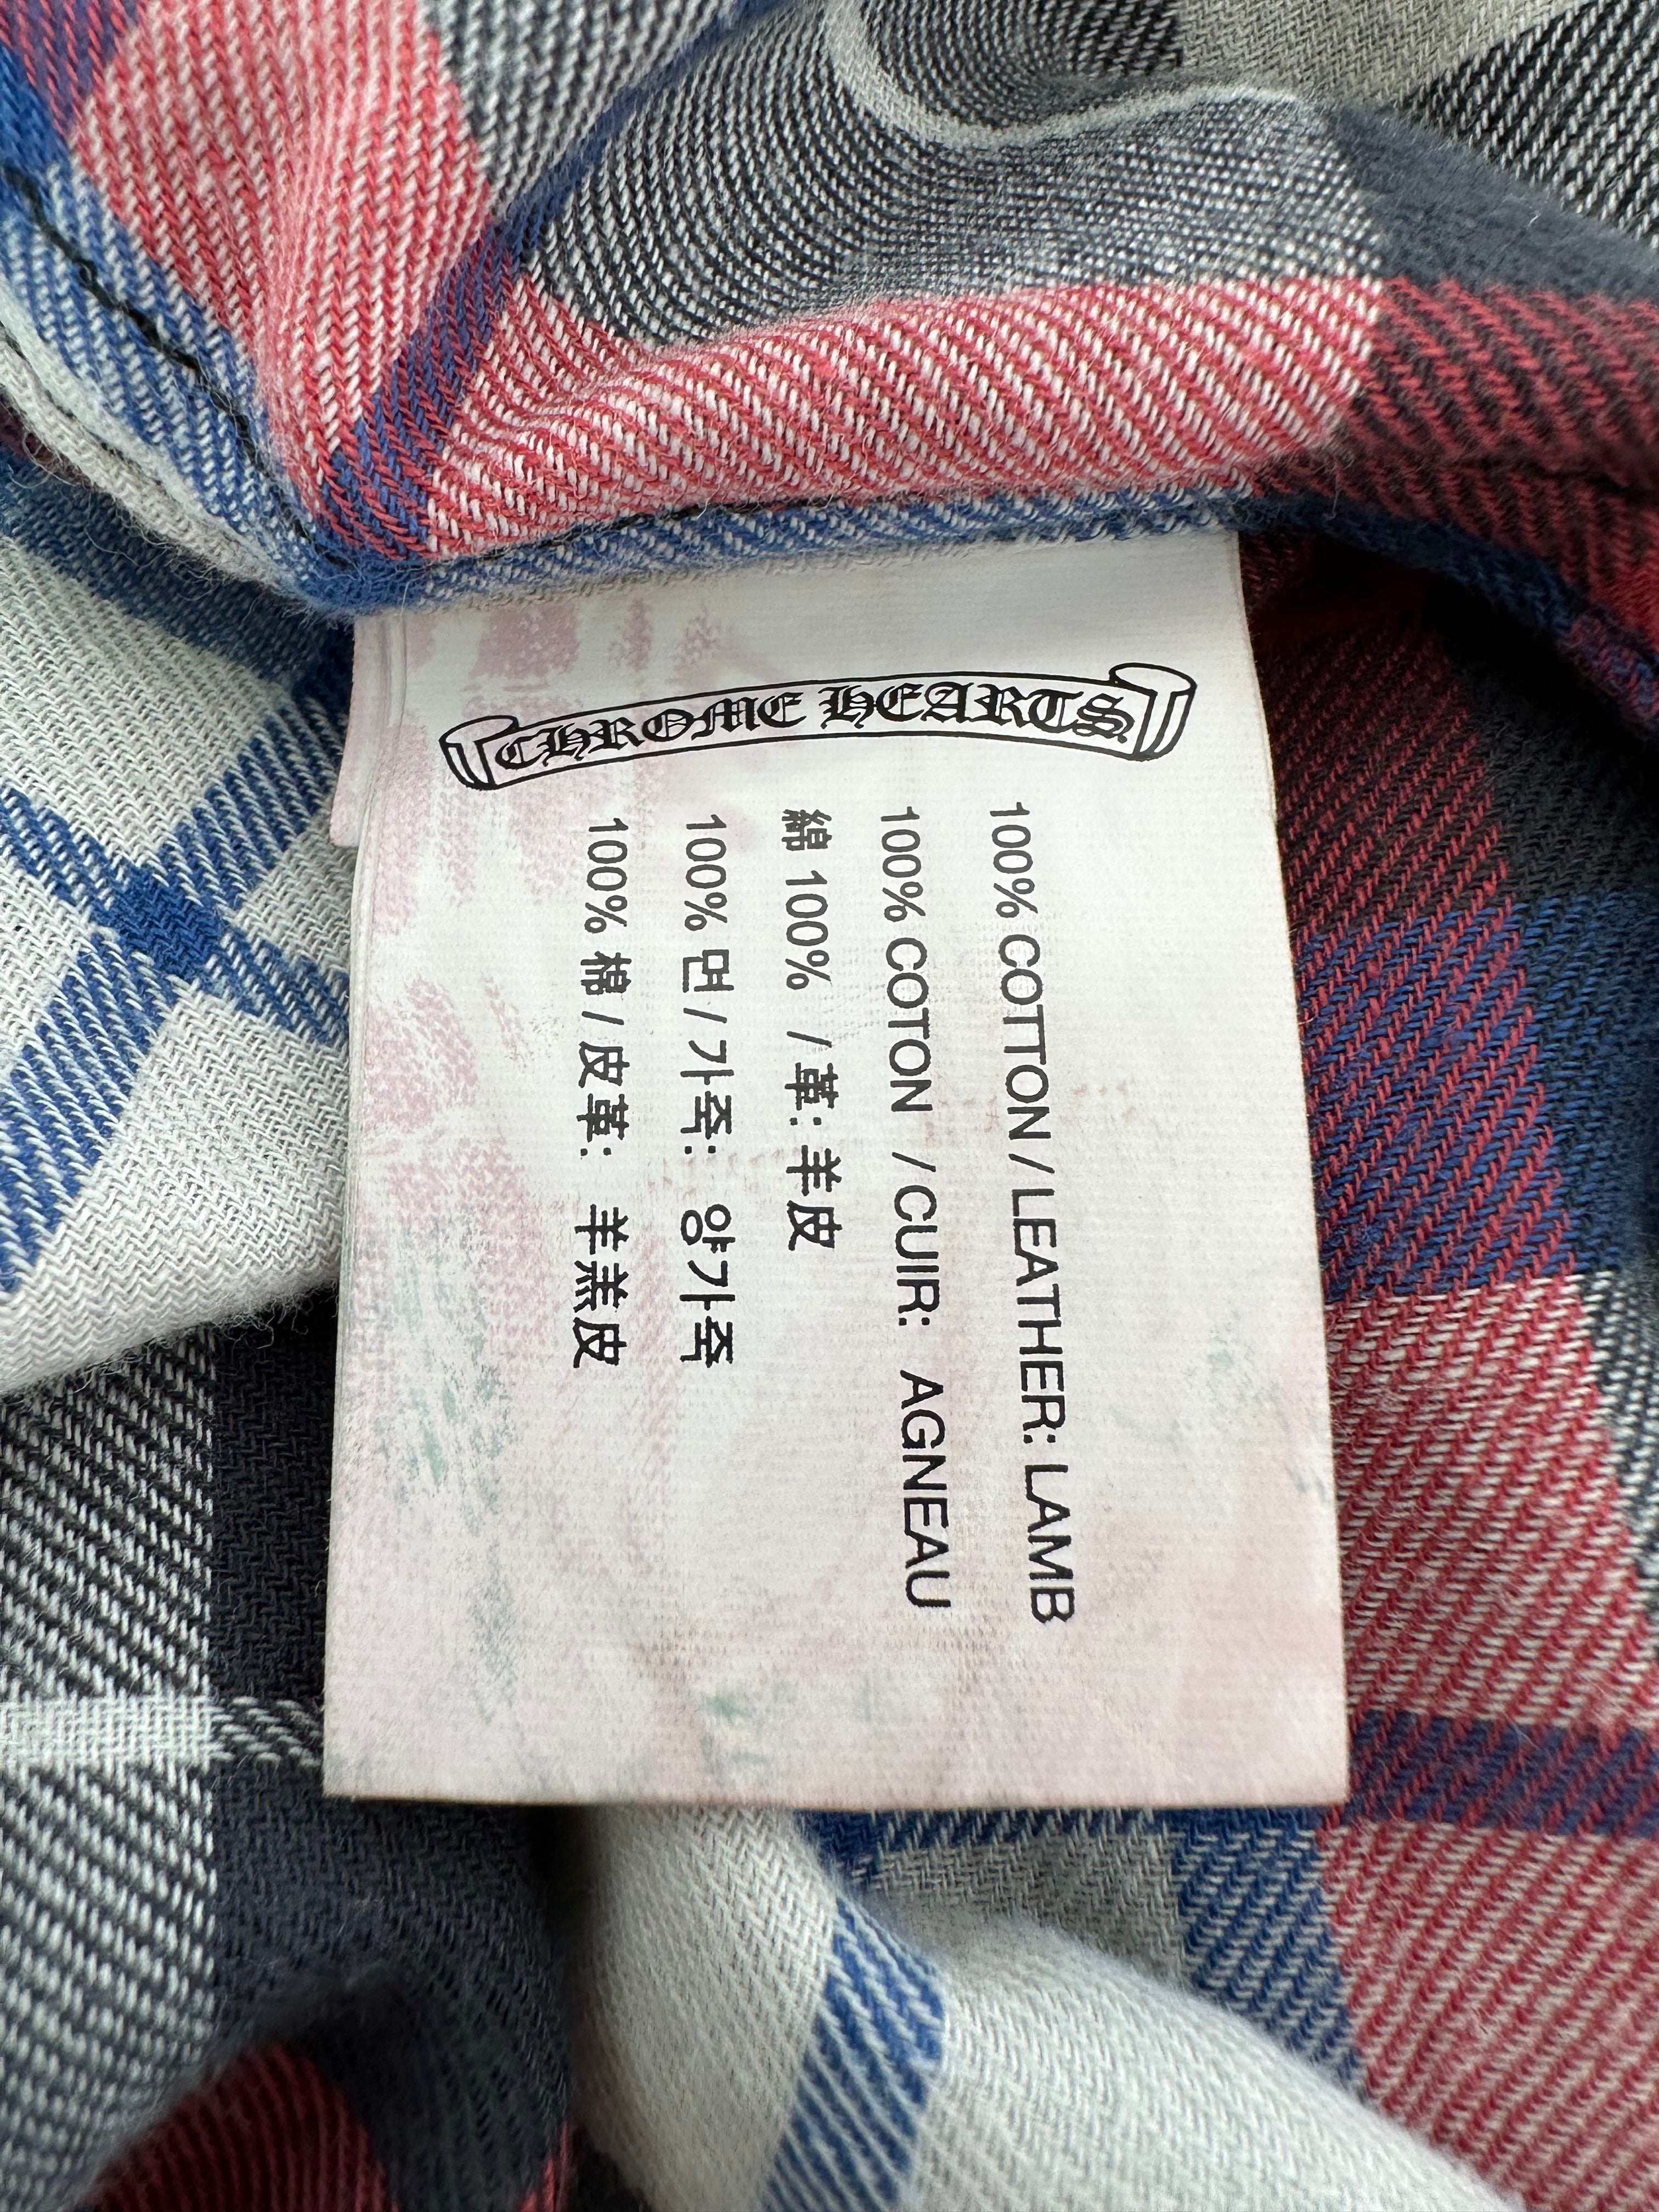 CHROME HEARTS
100% COTTON / LEATHER: LAMB
100% COTON / CUIR: AGNEAU
綿 100% / 革: 羊皮
100% 면 / 가죽: 양가죽
100% 棉 / 皮革: 羊羔皮